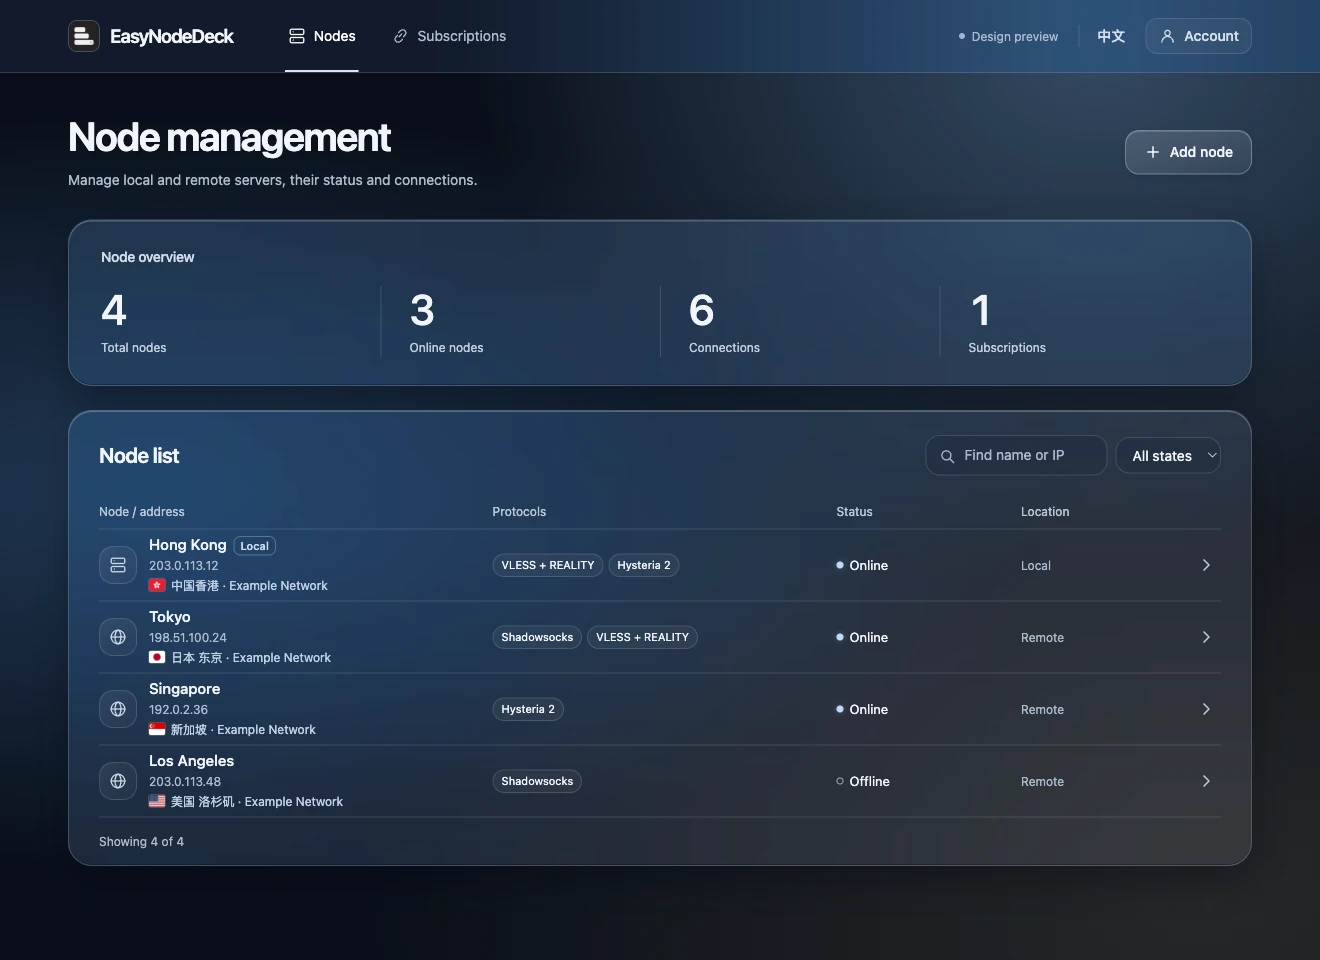 EasyNodeDeck
Nodes
Subscriptions
Design preview
中文
Account
Node management
Manage local and remote servers, their status and connections.
Add node
Node overview
4
Total nodes
3
Online nodes
6
Connections
1
Subscriptions
Node list
Find name or IP
All states
Node / address
Protocols
Status
Location
Hong Kong Local
203.0.113.12
中国香港 · Example Network
VLESS + REALITY
Hysteria 2
Online
Local
Tokyo
198.51.100.24
日本 东京 · Example Network
Shadowsocks
VLESS + REALITY
Online
Remote
Singapore
192.0.2.36
新加坡 · Example Network
Hysteria 2
Online
Remote
Los Angeles
203.0.113.48
美国 洛杉矶 · Example Network
Shadowsocks
Offline
Remote
Showing 4 of 4